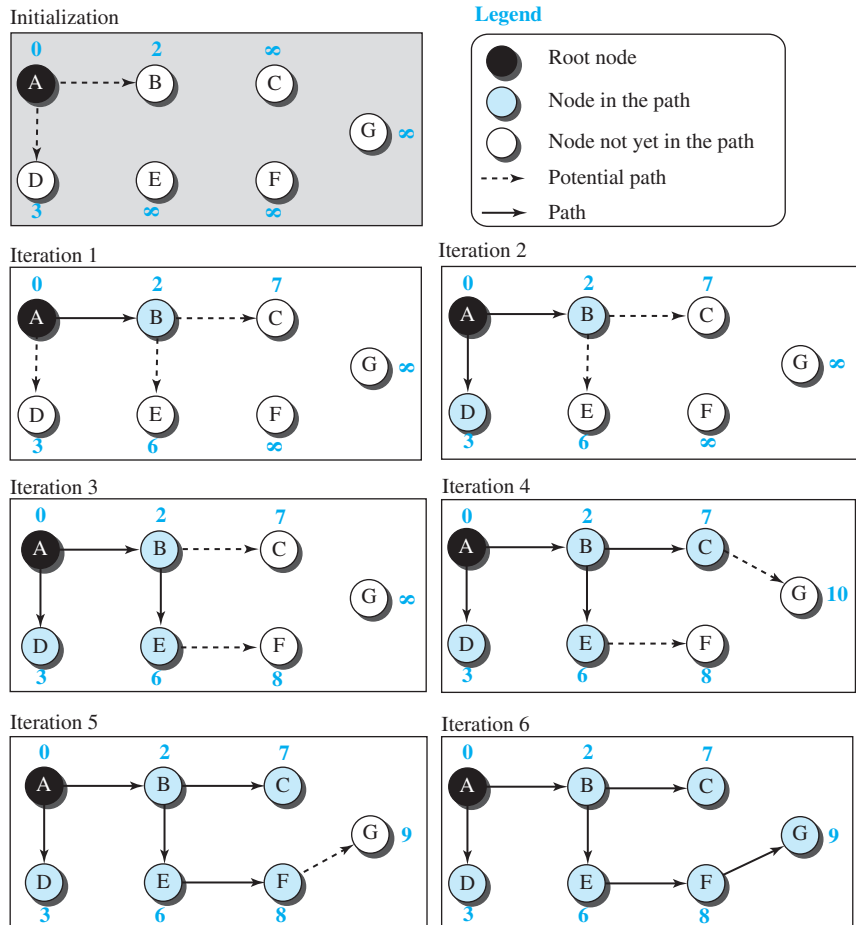 Initialization
Legend
0 2 ∞
A B C
Root node
Node in the path
G ∞
Node not yet in the path
D E F
Potential path
3 ∞ ∞
Path
Iteration 1
0 2 7
A B C
G ∞
D E F
3 6 ∞
Iteration 2
0 2 7
A B C
G ∞
D E F
3 6 ∞
Iteration 3
0 2 7
A B C
G ∞
D E F
3 6 8
Iteration 4
0 2 7
A B C
G 10
D E F
3 6 8
Iteration 5
0 2 7
A B C
G 9
D E F
3 6 8
Iteration 6
0 2 7
A B C
G 9
D E F
3 6 8